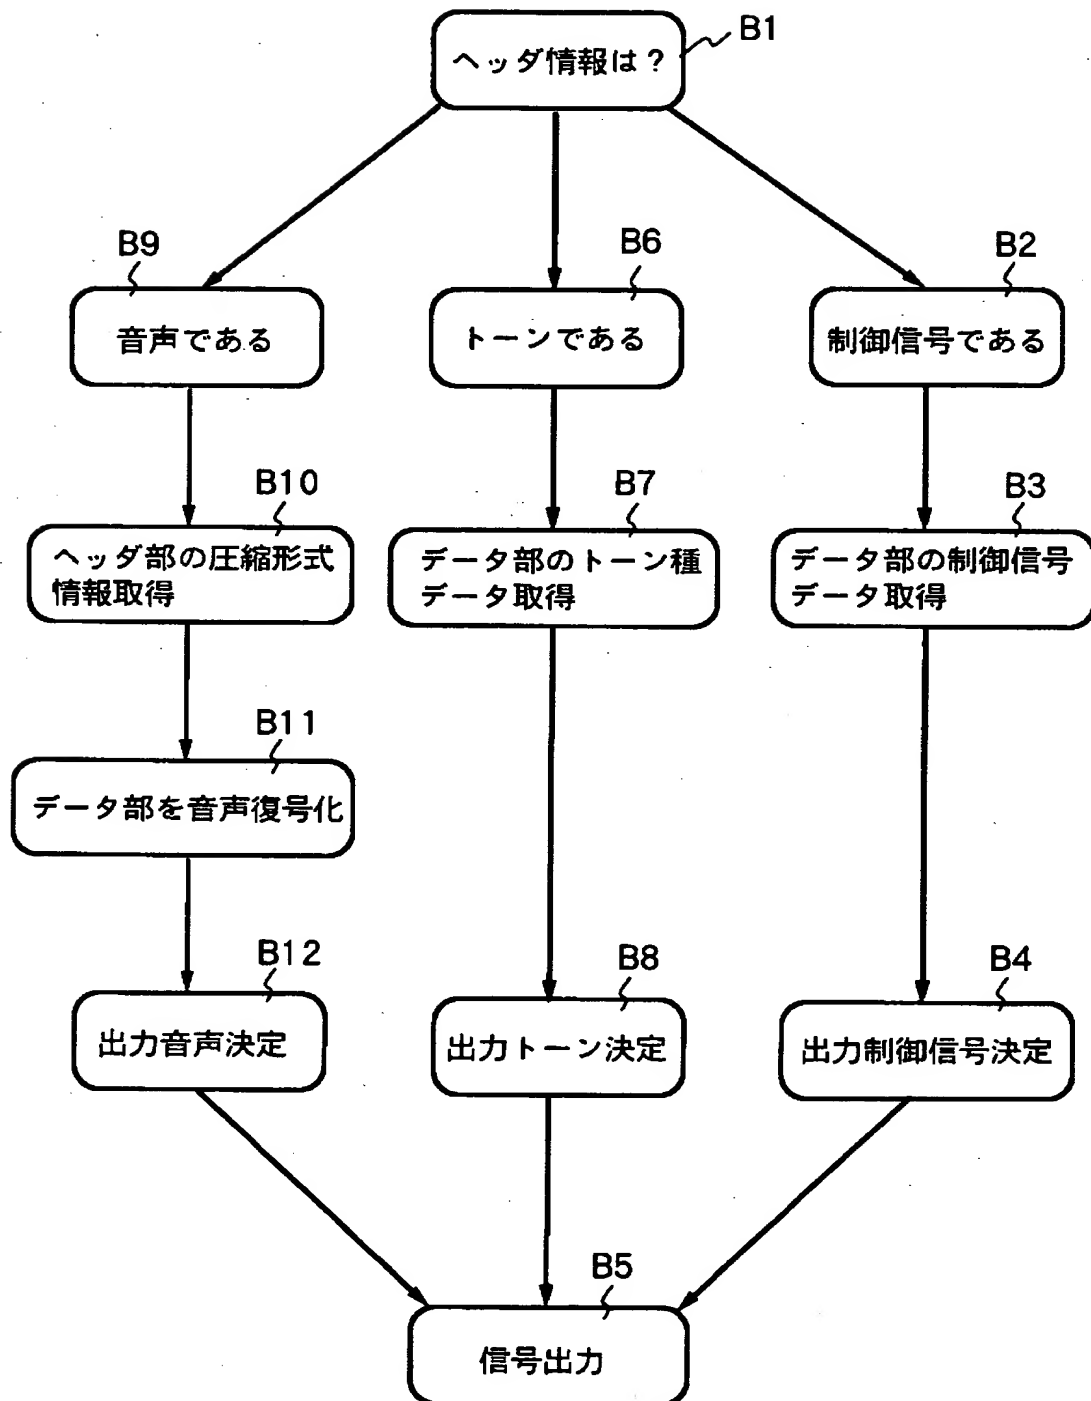 B1
ヘッダ情報は？
B9
B6
B2
音声である
トーンである
制御信号である
B10
B7
B3
ヘッダ部の圧縮形式
情報取得
データ部のトーン種
データ取得
データ部の制御信号
データ取得
B11
データ部を音声復号化
B12
B8
B4
出力音声決定
出力トーン決定
出力制御信号決定
B5
信号出力